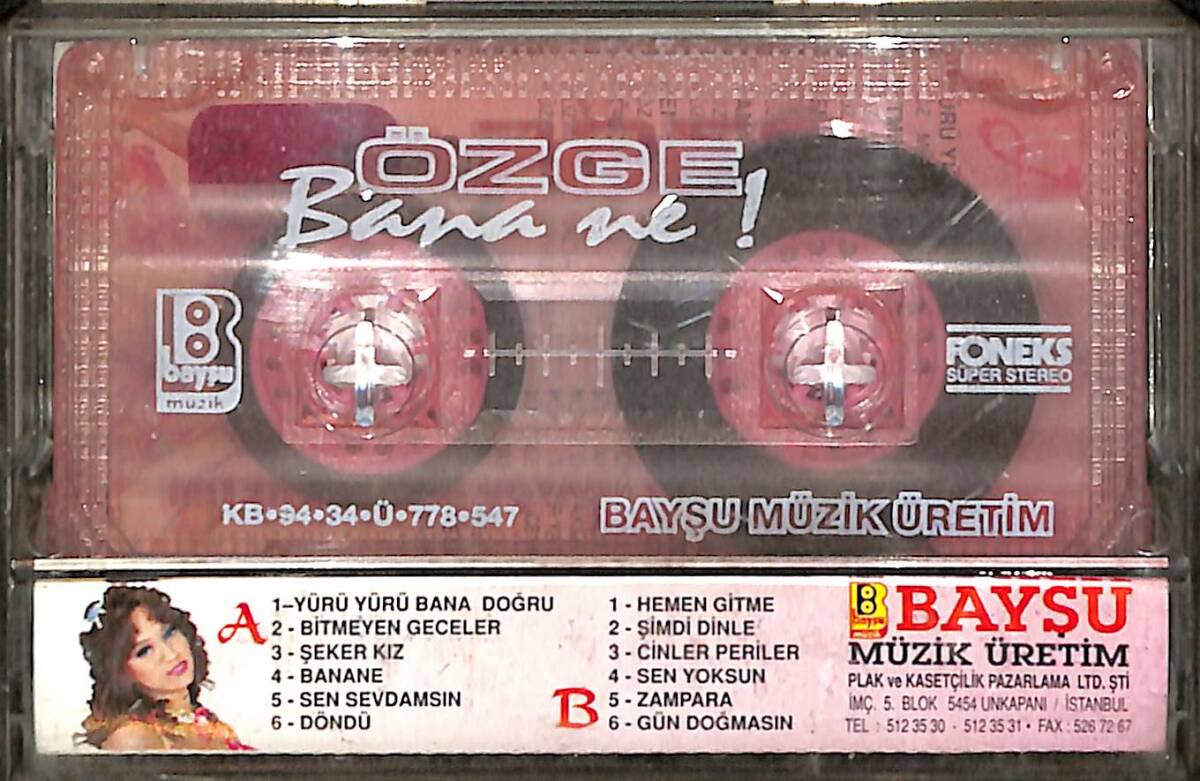 ÖZGE
Bana ne !
B
bayşu
müzik
FONEKS
SÜPER STEREO
KB•94•34•Ü•778•547
BAYŞU MÜZİK ÜRETİM
A
1–YÜRÜ YÜRÜ BANA DOĞRU
2 - BİTMEYEN GECELER
3 - ŞEKER KIZ
4 - BANANE
5 - SEN SEVDAMSIN
6 - DÖNDÜ
B
1 - HEMEN GİTME
2 - ŞİMDİ DİNLE
3 - CİNLER PERİLER
4 - SEN YOKSUN
5 - ZAMPARA
6 - GÜN DOĞMASIN
B
bayşu
müzik
BAYŞU
MÜZİK ÜRETİM
PLAK ve KASETÇİLİK PAZARLAMA LTD. ŞTİ
İMÇ. 5. BLOK 5454 UNKAPANI / İSTANBUL
TEL : 512 35 30 - 512 35 31 • FAX : 526 72 67